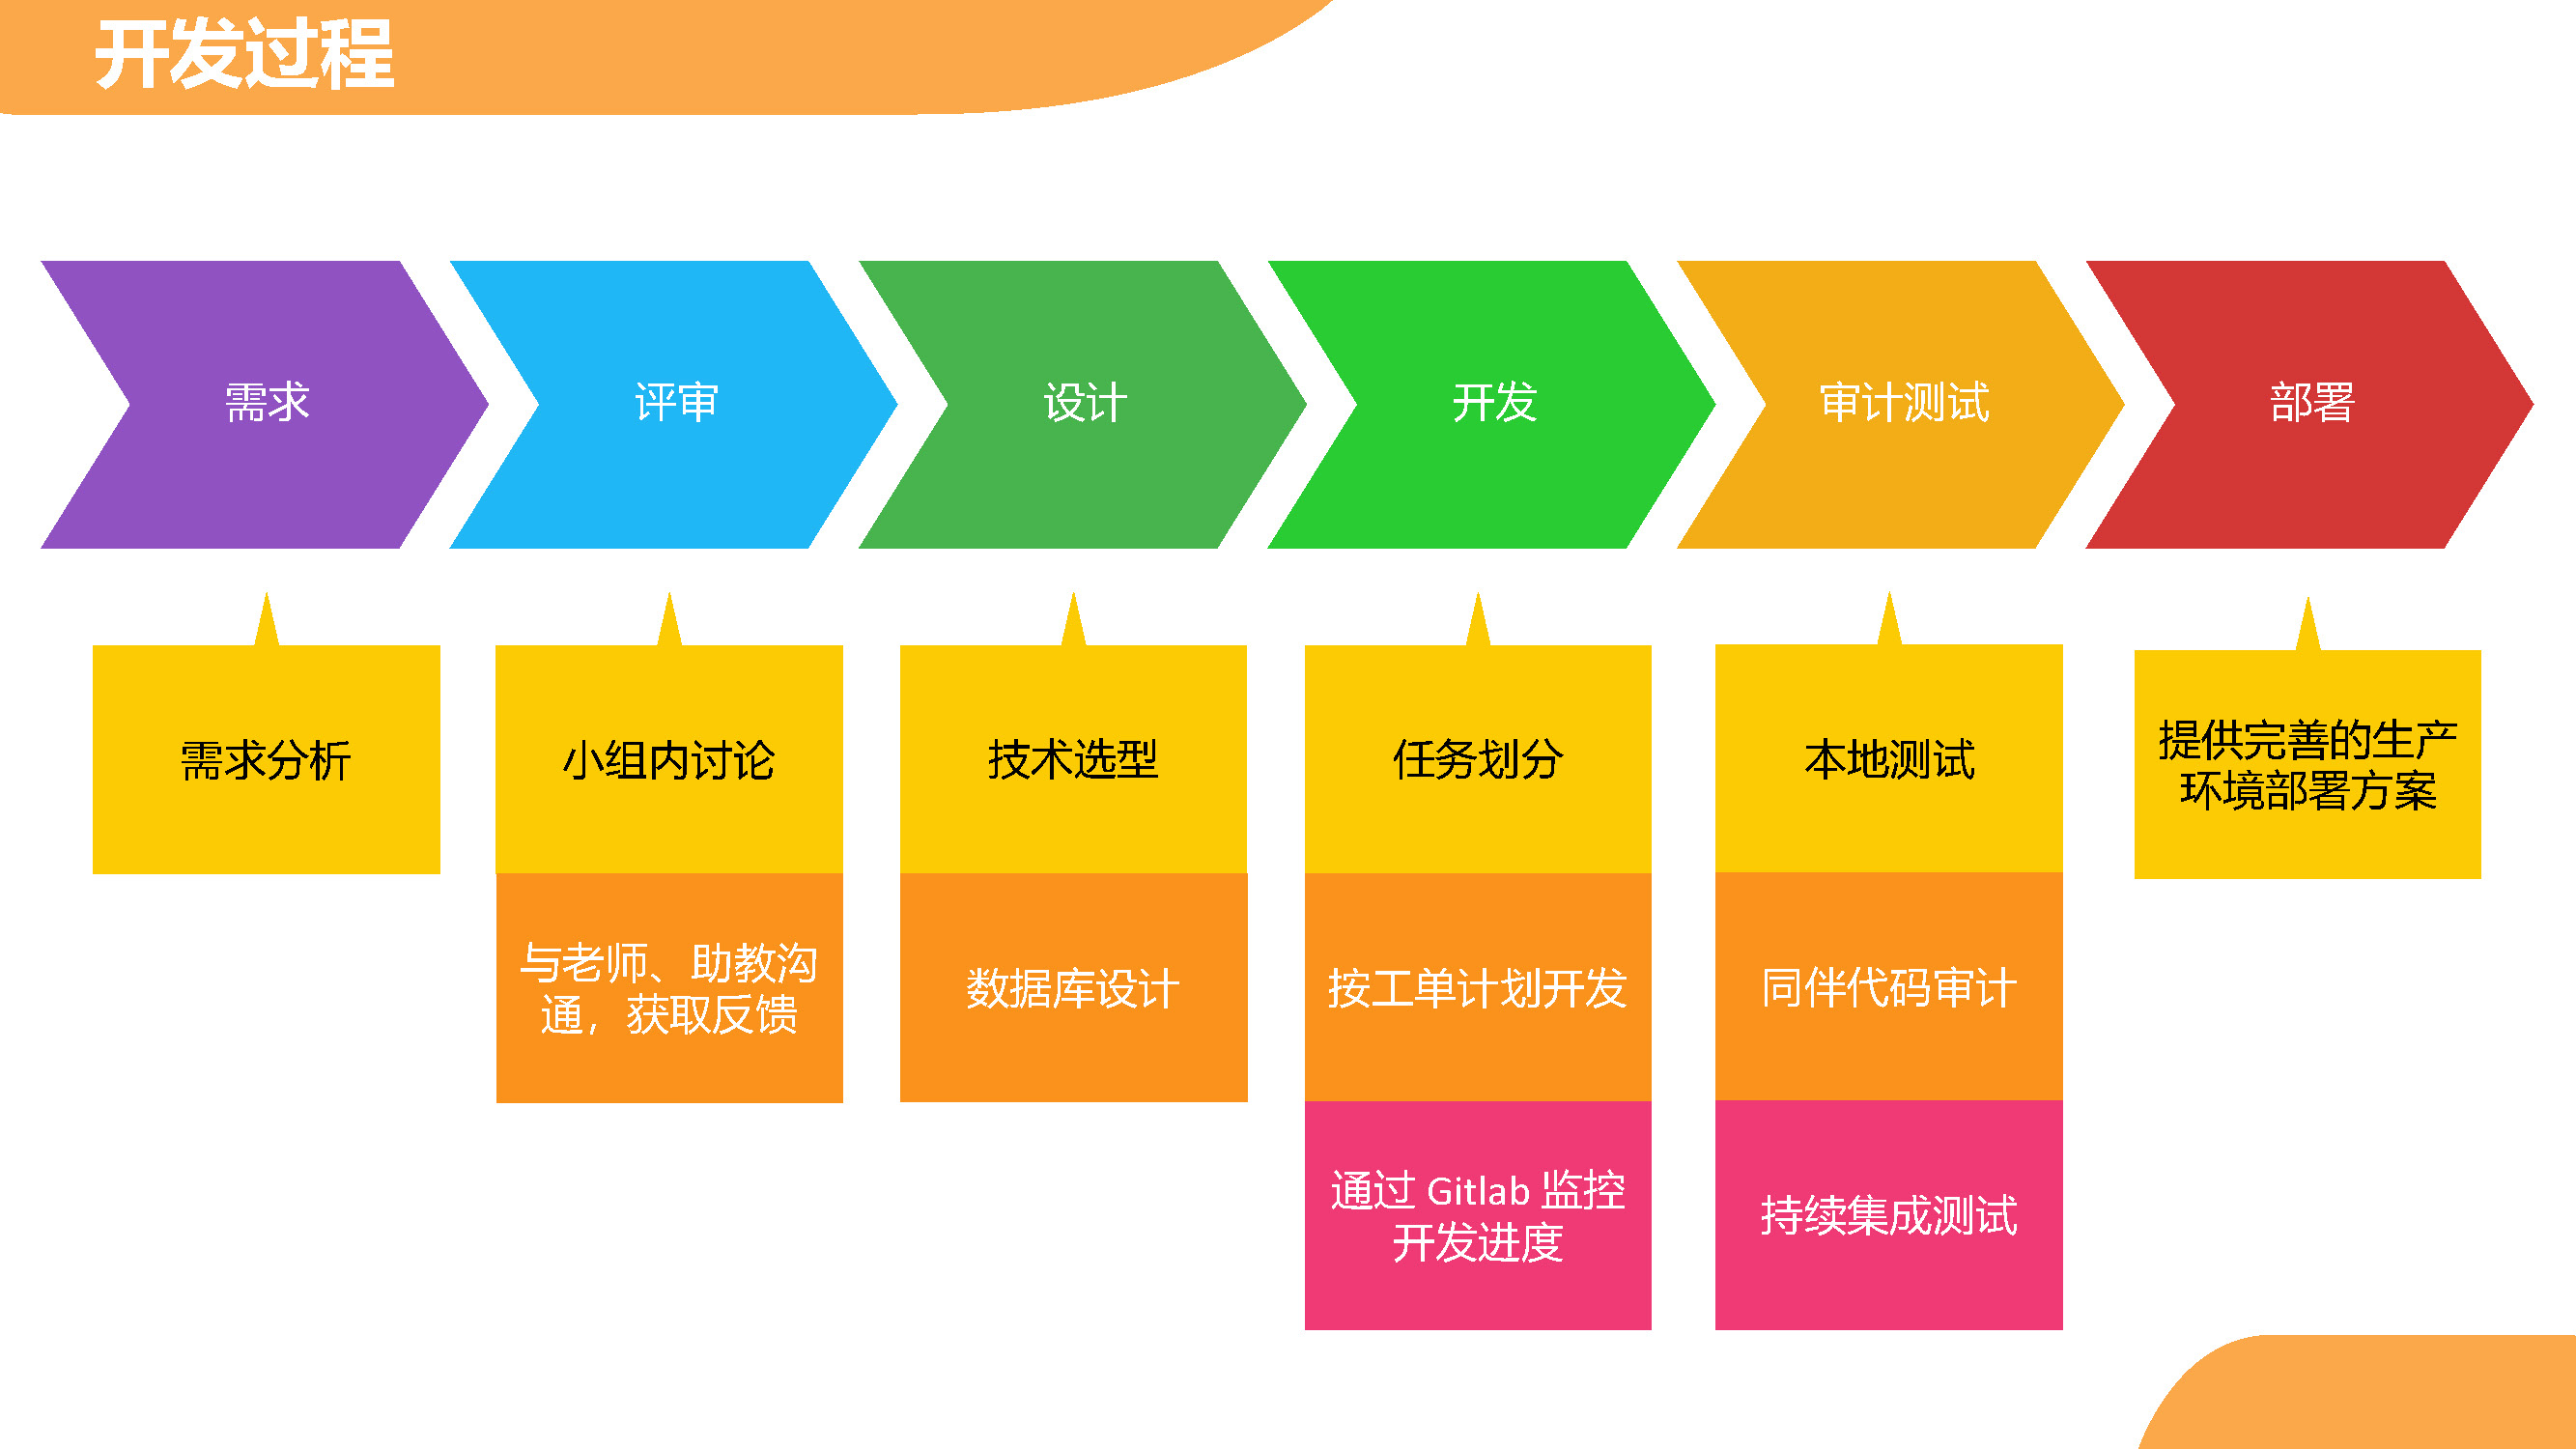 开发过程
需求
评审
设计
开发
审计测试
部署
需求分析
小组内讨论
技术选型
任务划分
本地测试
提供完善的生产
环境部署方案
与老师、助教沟
通，获取反馈
数据库设计
按工单计划开发
同伴代码审计
通过 Gitlab 监控
开发进度
持续集成测试